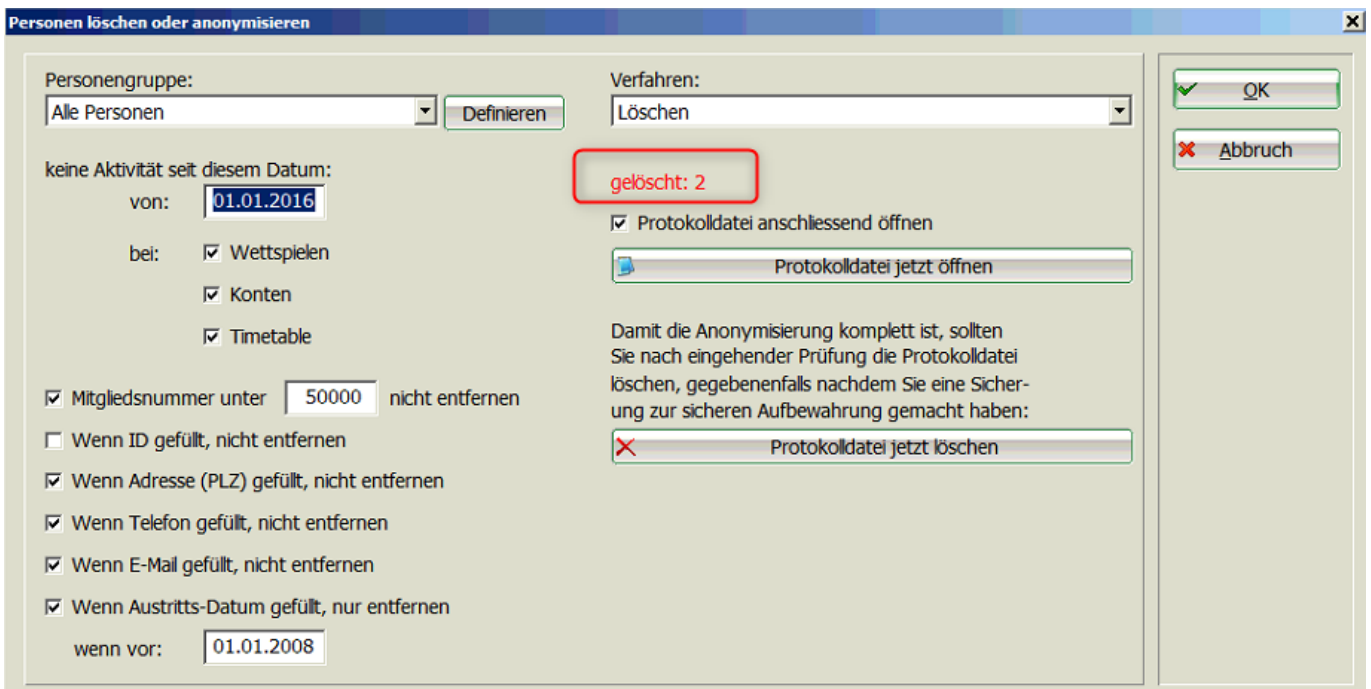 Personen löschen oder anonymisieren
Personengruppe:
Alle Personen
Definieren
keine Aktivität seit diesem Datum:
von: 01.01.2016
bei: Wettspielen
Konten
Timetable
Mitgliedsnummer unter 50000 nicht entfernen
Wenn ID gefüllt, nicht entfernen
Wenn Adresse (PLZ) gefüllt, nicht entfernen
Wenn Telefon gefüllt, nicht entfernen
Wenn E-Mail gefüllt, nicht entfernen
Wenn Austritts-Datum gefüllt, nur entfernen
wenn vor: 01.01.2008
Verfahren:
Löschen
gelöscht: 2
Protokolldatei anschliessend öffnen
Protokolldatei jetzt öffnen
Damit die Anonymisierung komplett ist, sollten
Sie nach eingehender Prüfung die Protokolldatei
löschen, gegebenenfalls nachdem Sie eine Sicher-
ung zur sicheren Aufbewahrung gemacht haben:
Protokolldatei jetzt löschen
OK
Abbruch